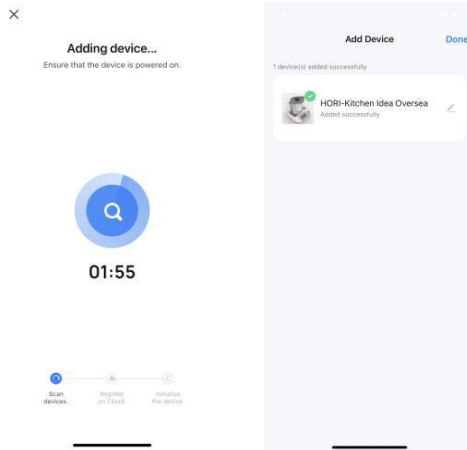 Adding device...
Ensure that the device is powered on.
01:55
Scan
devices.
Register
on Cloud.
Initialize
the device.
Add Device
Done
1 device(s) added successfully
HORI-Kitchen Idea Oversea
Added successfully